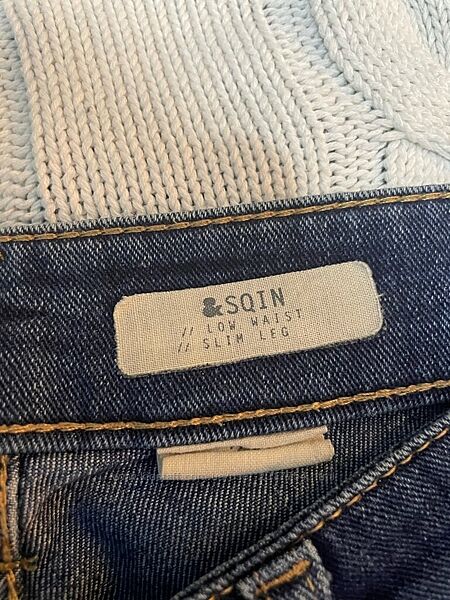 &SQIN
// LOW WAIST
// SLIM LEG